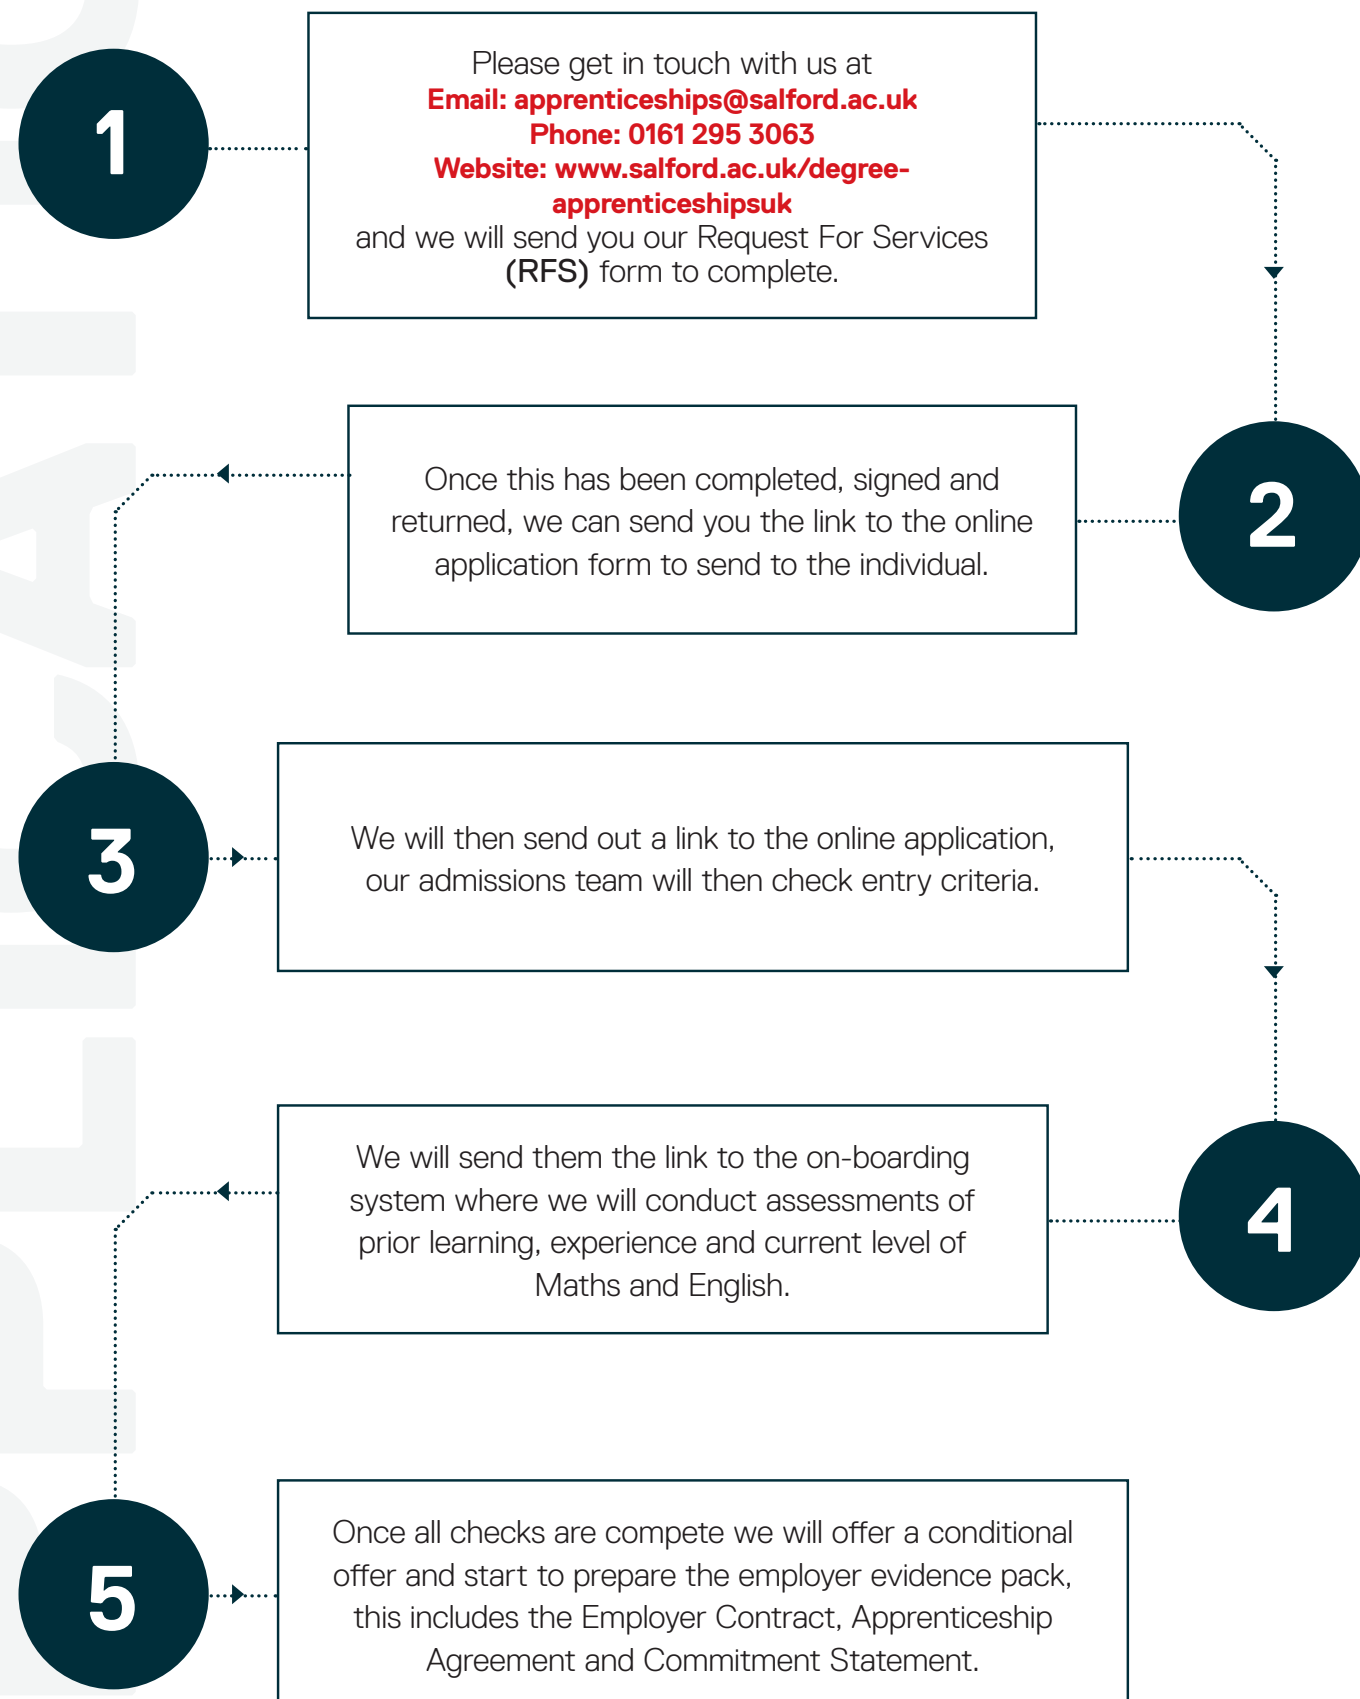 1
Please get in touch with us at
Email: apprenticeships@salford.ac.uk
Phone: 0161 295 3063
Website: www.salford.ac.uk/degree-
apprenticeshipsuk
and we will send you our Request For Services
(RFS) form to complete.
2
Once this has been completed, signed and
returned, we can send you the link to the online
application form to send to the individual.
3
We will then send out a link to the online application,
our admissions team will then check entry criteria.
4
We will send them the link to the on-boarding
system where we will conduct assessments of
prior learning, experience and current level of
Maths and English.
5
Once all checks are compete we will offer a conditional
offer and start to prepare the employer evidence pack,
this includes the Employer Contract, Apprenticeship
Agreement and Commitment Statement.